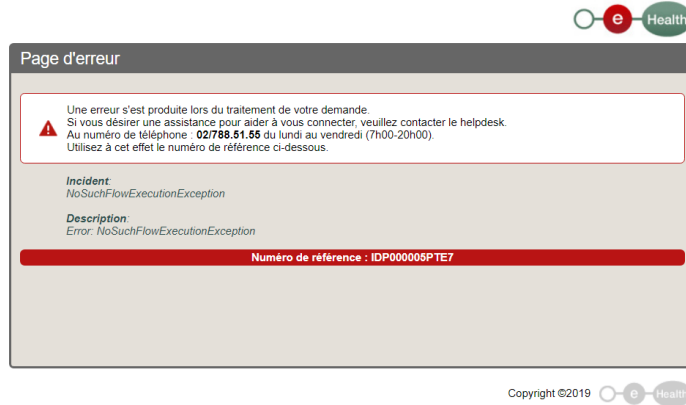 e Health
Page d'erreur
Une erreur s'est produite lors du traitement de votre demande.
Si vous désirer une assistance pour aider à vous connecter, veuillez contacter le helpdesk.
Au numéro de téléphone : 02/788.51.55 du lundi au vendredi (7h00-20h00).
Utilisez à cet effet le numéro de référence ci-dessous.
Incident:
NoSuchFlowExecutionException
Description:
Error: NoSuchFlowExecutionException
Numéro de référence : IDP000005PTE7
Copyright ©2019 e Health